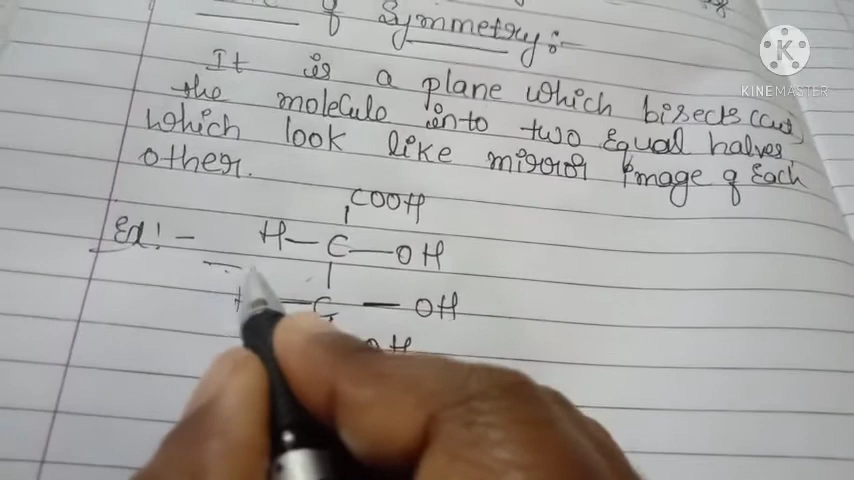 of Symmetry:-
KINEMASTER
It is a plane which bisects (cut)
the molecule into two equal halves,
which look like mirror image of Each
other.
COOH
Ex:- H-C-OH
C-OH
OH